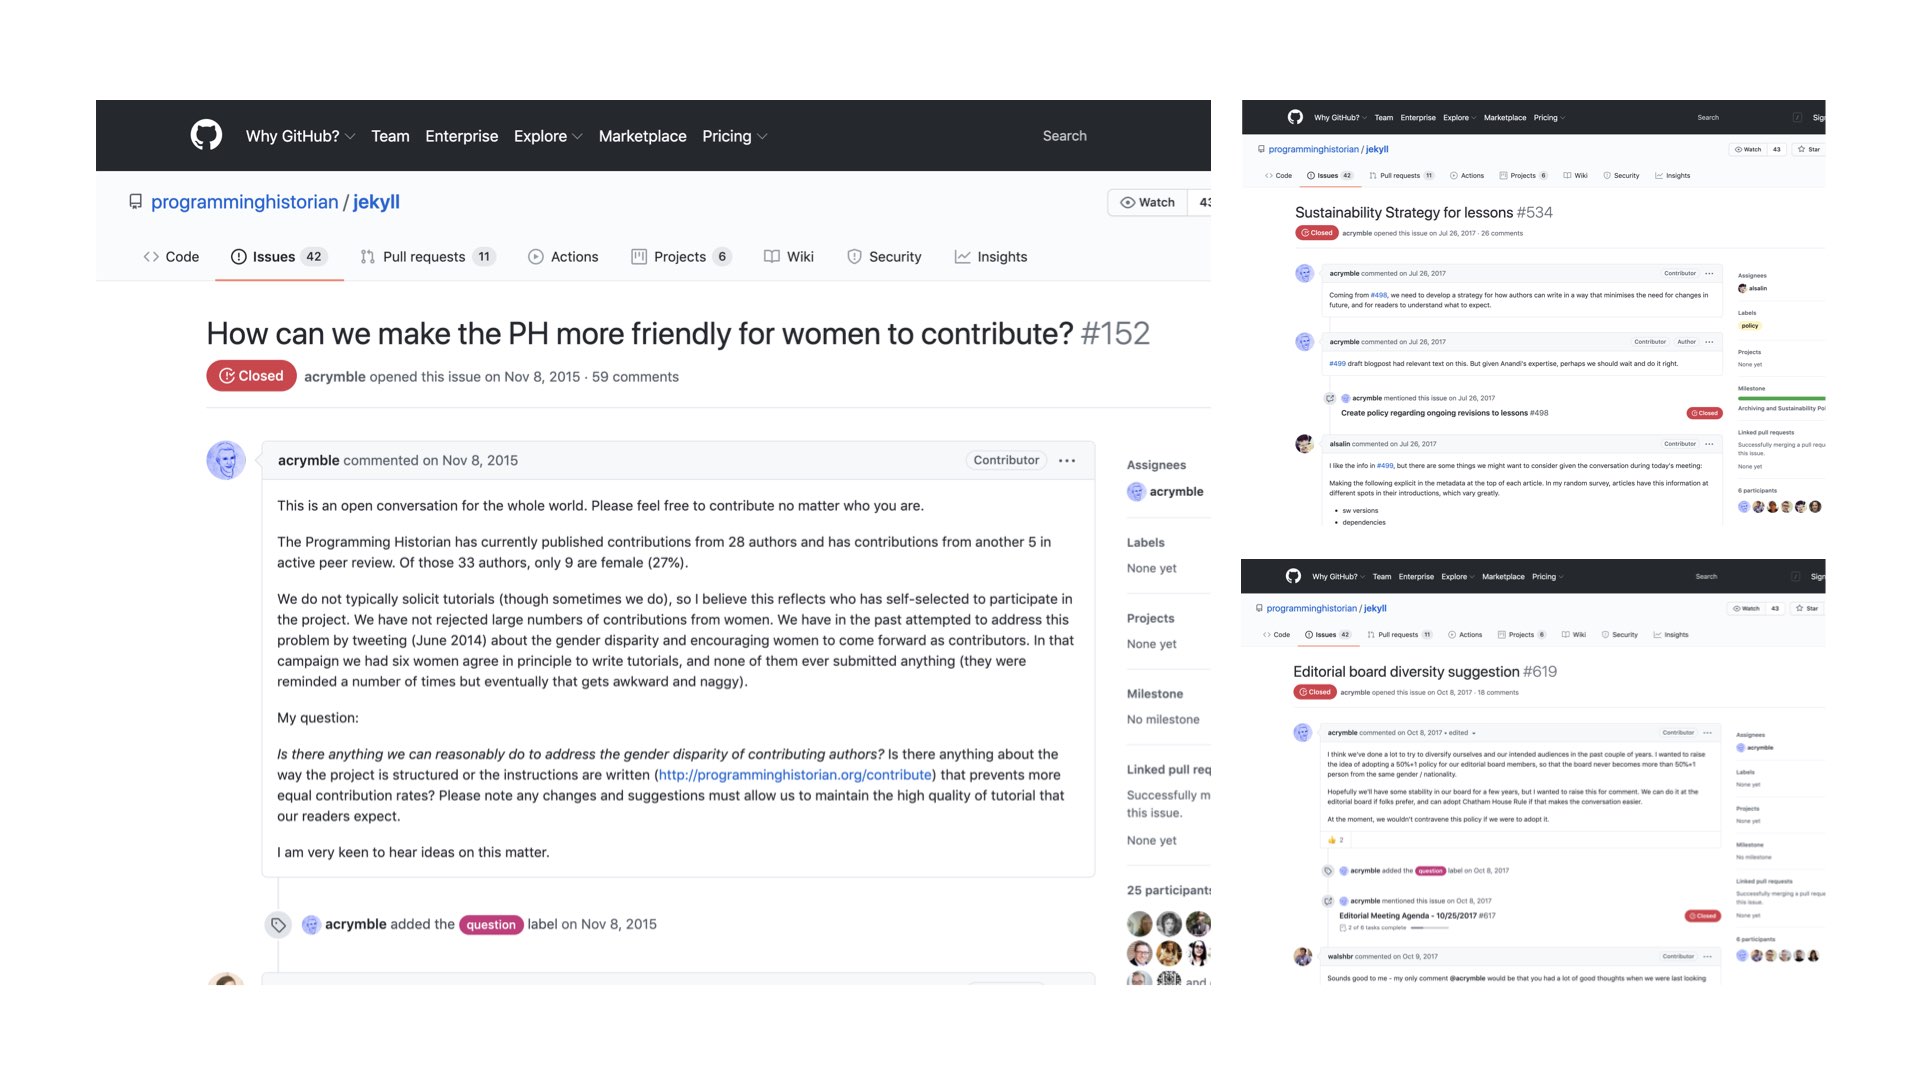 Why GitHub? Team Enterprise Explore Marketplace Pricing Search
programminghistorian / jekyll
Watch 43
Code Issues 42 Pull requests 11 Actions Projects 6 Wiki Security Insights
How can we make the PH more friendly for women to contribute? #152
Closed acrymble opened this issue on Nov 8, 2015 · 59 comments
acrymble commented on Nov 8, 2015 Contributor
This is an open conversation for the whole world. Please feel free to contribute no matter who you are.
The Programming Historian has currently published contributions from 28 authors and has contributions from another 5 in
active peer review. Of those 33 authors, only 9 are female (27%).
We do not typically solicit tutorials (though sometimes we do), so I believe this reflects who has self-selected to participate in
the project. We have not rejected large numbers of contributions from women. We have in the past attempted to address this
problem by tweeting (June 2014) about the gender disparity and encouraging women to come forward as contributors. In that
campaign we had six women agree in principle to write tutorials, and none of them ever submitted anything (they were
reminded a number of times but eventually that gets awkward and naggy).
My question:
Is there anything we can reasonably do to address the gender disparity of contributing authors? Is there anything about the
way the project is structured or the instructions are written (http://programminghistorian.org/contribute) that prevents more
equal contribution rates? Please note any changes and suggestions must allow us to maintain the high quality of tutorial that
our readers expect.
I am very keen to hear ideas on this matter.
acrymble added the question label on Nov 8, 2015
Assignees
acrymble
Labels
None yet
Projects
None yet
Milestone
No milestone
Linked pull req
Successfully m
this issue.
None yet
25 participants
and
Why GitHub? Team Enterprise Explore Marketplace Pricing Search / Sign
programminghistorian / jekyll
Watch 43 Star
Code Issues 42 Pull requests 11 Actions Projects 6 Wiki Security Insights
Sustainability Strategy for lessons #534
Closed acrymble opened this issue on Jul 26, 2017 · 26 comments
acrymble commented on Jul 26, 2017 Contributor
Coming from #498, we need to develop a strategy for how authors can write in a way that minimises the need for changes in
future, and for readers to understand what to expect.
acrymble commented on Jul 26, 2017 Contributor Author
#499 draft blogpost had relevant text on this. But given Anandi's expertise, perhaps we should wait and do it right.
acrymble mentioned this issue on Jul 26, 2017
Create policy regarding ongoing revisions to lessons #498 Closed
alsalin commented on Jul 26, 2017 Contributor
I like the info in #499, but there are some things we might want to consider given the conversation during today's meeting:
Making the following explicit in the metadata at the top of each article. In my random survey, articles have this information at
different spots in their introductions, which vary greatly.
• sw versions
• dependencies
Assignees
alsalin
Labels
policy
Projects
None yet
Milestone
Archiving and Sustainability Po
Linked pull requests
Successfully merging a pull requ
this issue.
None yet
6 participants
Why GitHub? Team Enterprise Explore Marketplace Pricing Search / Sign
programminghistorian / jekyll
Watch 43 Star
Code Issues 42 Pull requests 11 Actions Projects 6 Wiki Security Insights
Editorial board diversity suggestion #619
Closed acrymble opened this issue on Oct 8, 2017 · 18 comments
acrymble commented on Oct 8, 2017 • edited Contributor
I think we've done a lot to try to diversify ourselves and our intended audiences in the past couple of years. I wanted to raise
the idea of adopting a 50%+1 policy for our editorial board members, so that the board never becomes more than 50%+1
person from the same gender / nationality.
Hopefully we'll have some stability in our board for a few years, but I wanted to raise this for comment. We can do it at the
editorial board if folks prefer, and can adopt Chatham House Rule if that makes the conversation easier.
At the moment, we wouldn't contravene this policy if we were to adopt it.
👍 2
acrymble added the question label on Oct 8, 2017
acrymble mentioned this issue on Oct 8, 2017
Editorial Meeting Agenda - 10/25/2017 #617 Closed
2 of 6 tasks complete
walshbr commented on Oct 9, 2017 Contributor
Sounds good to me - my only comment @acrymble would be that you had a lot of good thoughts when we were last looking
Assignees
acrymble
Labels
None yet
Projects
None yet
Milestone
No milestone
Linked pull requests
Successfully merging a pull reque
this issue.
None yet
8 participants